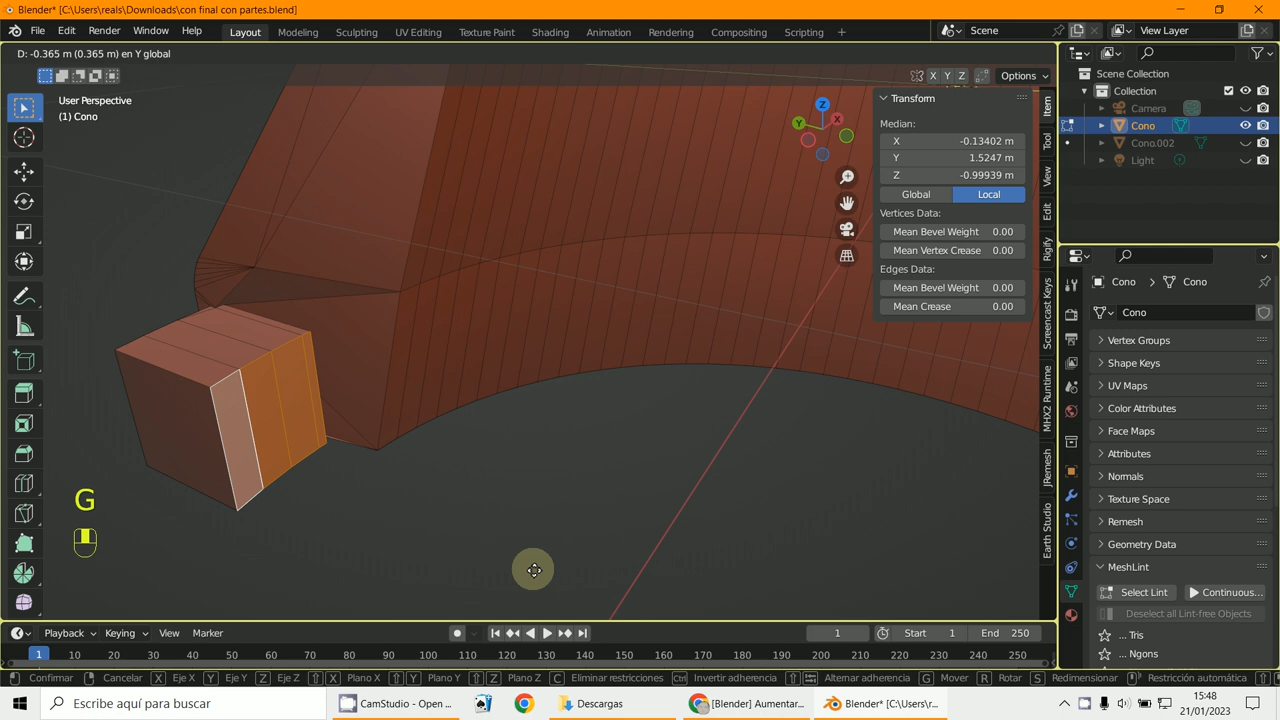 Blender* [C:\Users\reals\Downloads\con final con partes.blend]
File Edit Render Window Help Layout Modeling Sculpting UV Editing Texture Paint Shading Animation Rendering Compositing Scripting + Scene View Layer
D: -0.365 m (0.365 m) en Y global
X Y Z Options
User Perspective
(1) Cono
Z
X
Y
Transform
Median:
X -0.13402 m
Y 1.5247 m
Z -0.99939 m
Global Local
Vertices Data:
Mean Bevel Weight 0.00
Mean Vertex Crease 0.00
Edges Data:
Mean Bevel Weight 0.00
Mean Crease 0.00
Item
Tool
View
Edit
Rigify
Screencast Keys
MHX2 Runtime
JRemesh
Earth Studio
G
Scene Collection
Collection
Camera
Cono
Cono.002
Light
Cono > Cono
Cono
Vertex Groups
Shape Keys
UV Maps
Color Attributes
Face Maps
Attributes
Normals
Texture Space
Remesh
Geometry Data
MeshLint
Select Lint Continuous...
Deselect all Lint-free Objects
... Tris
... Ngons
Playback Keying View Marker 1 Start 1 End 250
1 10 20 30 40 50 60 70 80 90 100 110 120 130 140 150 160 170 180 190 200 210 220 230 240 250
Confirmar Cancelar X Eje X Y Eje Y Z Eje Z X Plano X Y Plano Y Z Plano Z C Eliminar restricciones Ctrl Invertir adherencia Alternar adherencia G Mover R Rotar S Redimensionar Restricción automática
Escribe aquí para buscar CamStudio - Open ... Descargas [Blender] Aumentar... Blender* [C:\Users\r...
15:48
21/01/2023